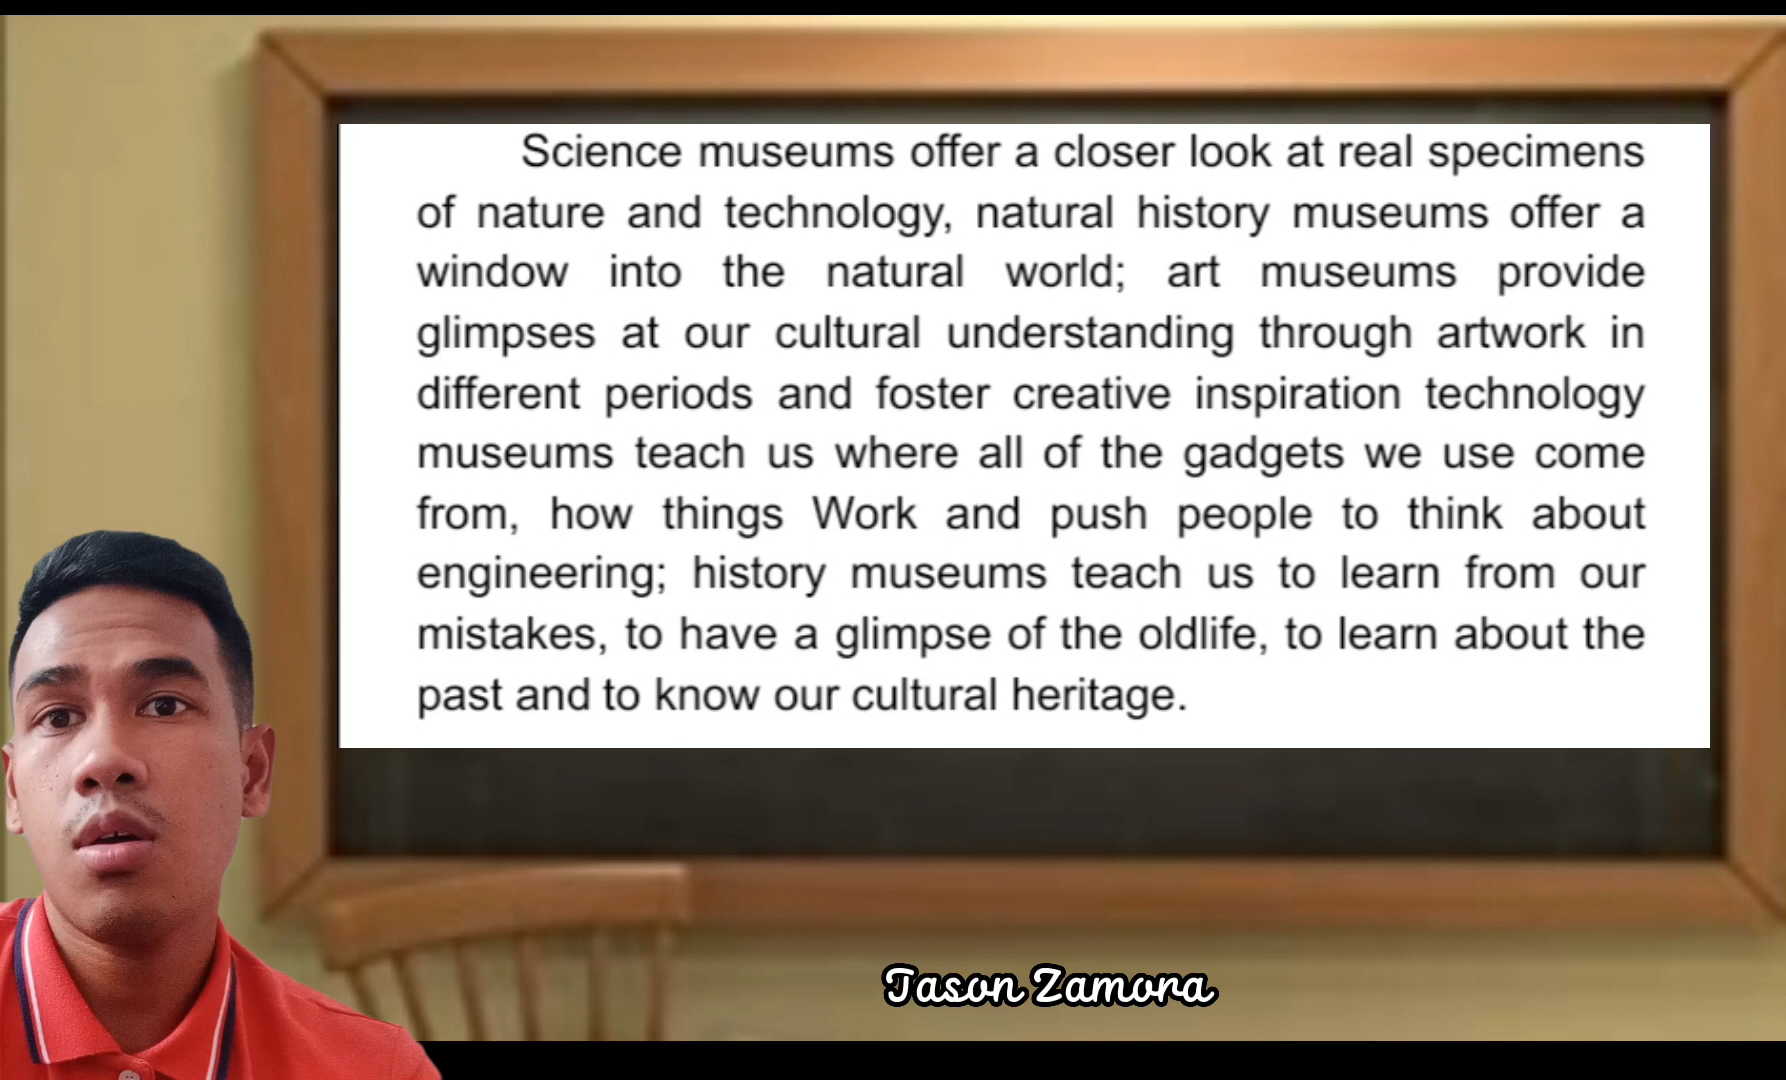 Science museums offer a closer look at real specimens
of nature and technology, natural history museums offer a
window into the natural world; art museums provide
glimpses at our cultural understanding through artwork in
different periods and foster creative inspiration technology
museums teach us where all of the gadgets we use come
from, how things Work and push people to think about
engineering; history museums teach us to learn from our
mistakes, to have a glimpse of the oldlife, to learn about the
past and to know our cultural heritage.
Jason Zamora